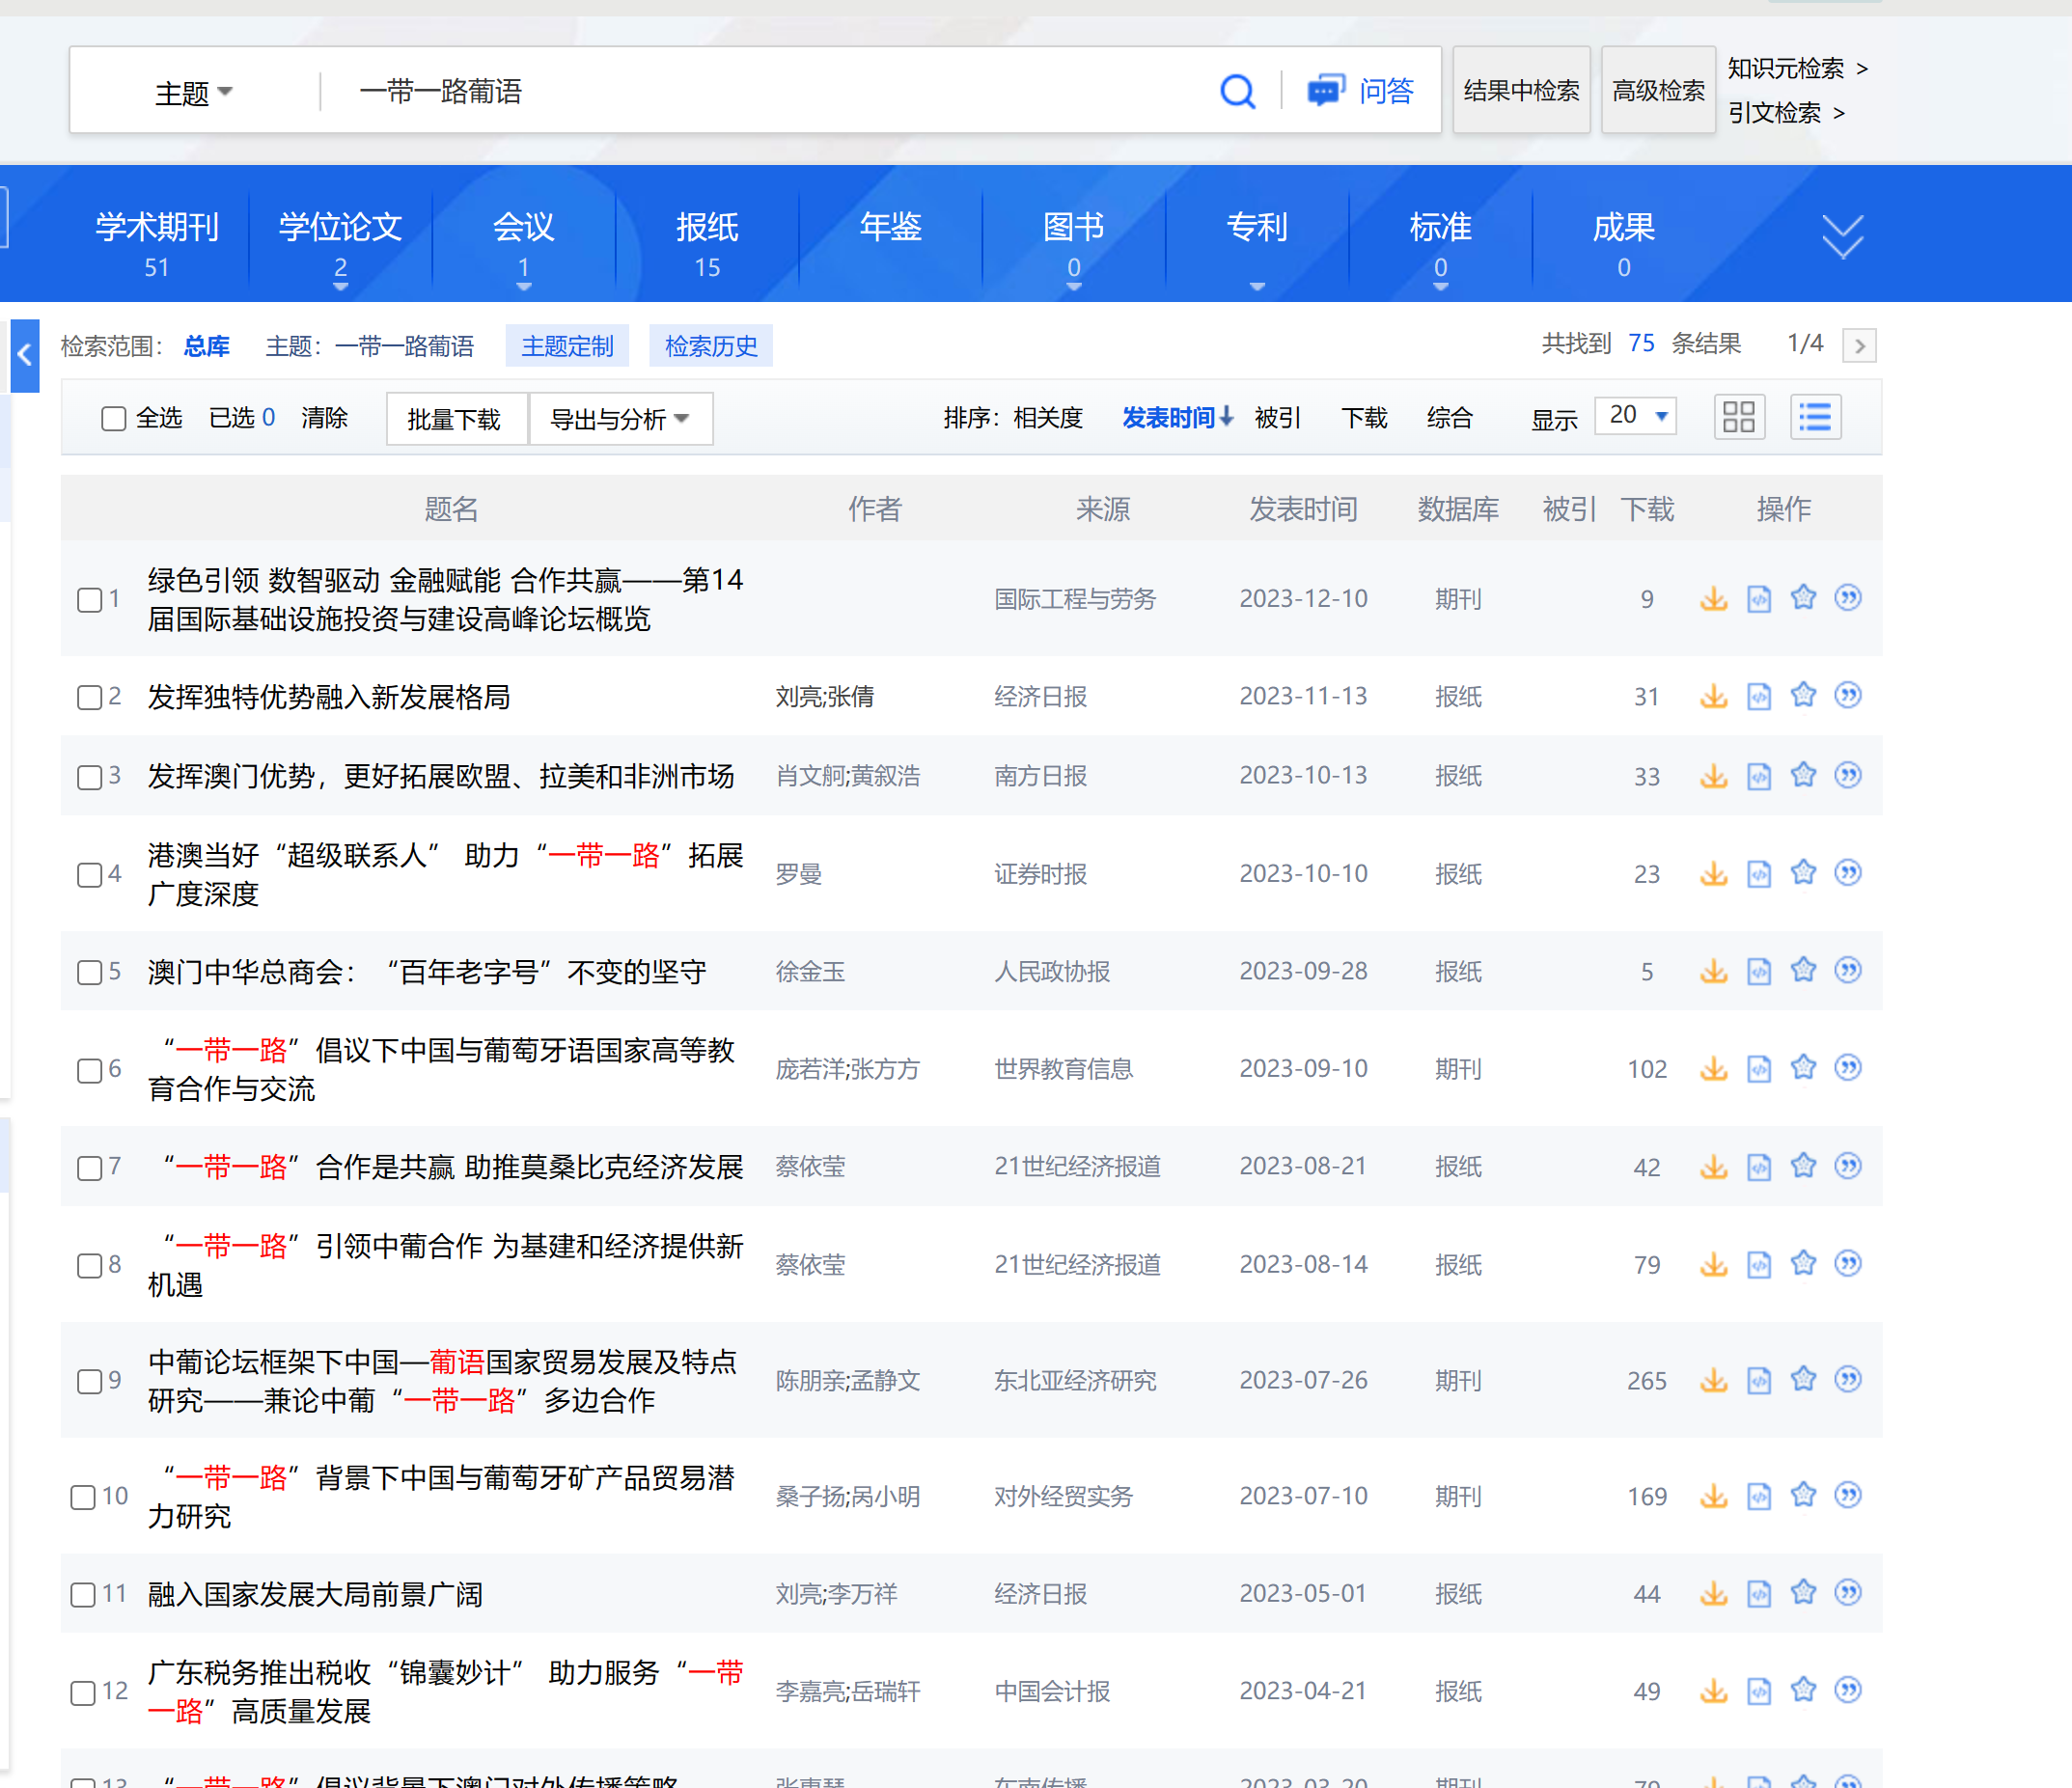 主题
一带一路葡语
问答
结果中检索
高级检索
知识元检索 >
引文检索 >
学术期刊
51
学位论文
2
会议
1
报纸
15
年鉴
图书
0
专利
标准
0
成果
0
检索范围：
总库
主题：一带一路葡语
主题定制
检索历史
共找到 75 条结果
1/4
全选
已选 0
清除
批量下载
导出与分析
排序：
相关度
发表时间
被引
下载
综合
显示
20
题名 作者 来源 发表时间 数据库 被引 下载 操作
1
绿色引领 数智驱动 金融赋能 合作共赢——第14
届国际基础设施投资与建设高峰论坛概览
国际工程与劳务 2023-12-10 期刊 9
2 发挥独特优势融入新发展格局 刘亮;张倩 经济日报 2023-11-13 报纸 31
3 发挥澳门优势，更好拓展欧盟、拉美和非洲市场 肖文舸;黄叙浩 南方日报 2023-10-13 报纸 33
4
港澳当好“超级联系人” 助力“一带一路”拓展
广度深度
罗曼 证券时报 2023-10-10 报纸 23
5 澳门中华总商会：“百年老字号”不变的坚守 徐金玉 人民政协报 2023-09-28 报纸 5
6
“一带一路”倡议下中国与葡萄牙语国家高等教
育合作与交流
庞若洋;张方方 世界教育信息 2023-09-10 期刊 102
7 “一带一路”合作是共赢 助推莫桑比克经济发展 蔡依莹 21世纪经济报道 2023-08-21 报纸 42
8
“一带一路”引领中葡合作 为基建和经济提供新
机遇
蔡依莹 21世纪经济报道 2023-08-14 报纸 79
9
中葡论坛框架下中国—葡语国家贸易发展及特点
研究——兼论中葡“一带一路”多边合作
陈朋亲;孟静文 东北亚经济研究 2023-07-26 期刊 265
10
“一带一路”背景下中国与葡萄牙矿产品贸易潜
力研究
桑子扬;呙小明 对外经贸实务 2023-07-10 期刊 169
11 融入国家发展大局前景广阔 刘亮;李万祥 经济日报 2023-05-01 报纸 44
12
广东税务推出税收“锦囊妙计” 助力服务“一带
一路”高质量发展
李嘉亮;岳瑞轩 中国会计报 2023-04-21 报纸 49
13 “一带一路”倡议背景下澳门对外传播策略 东南传播 2023-03-20 期刊 79